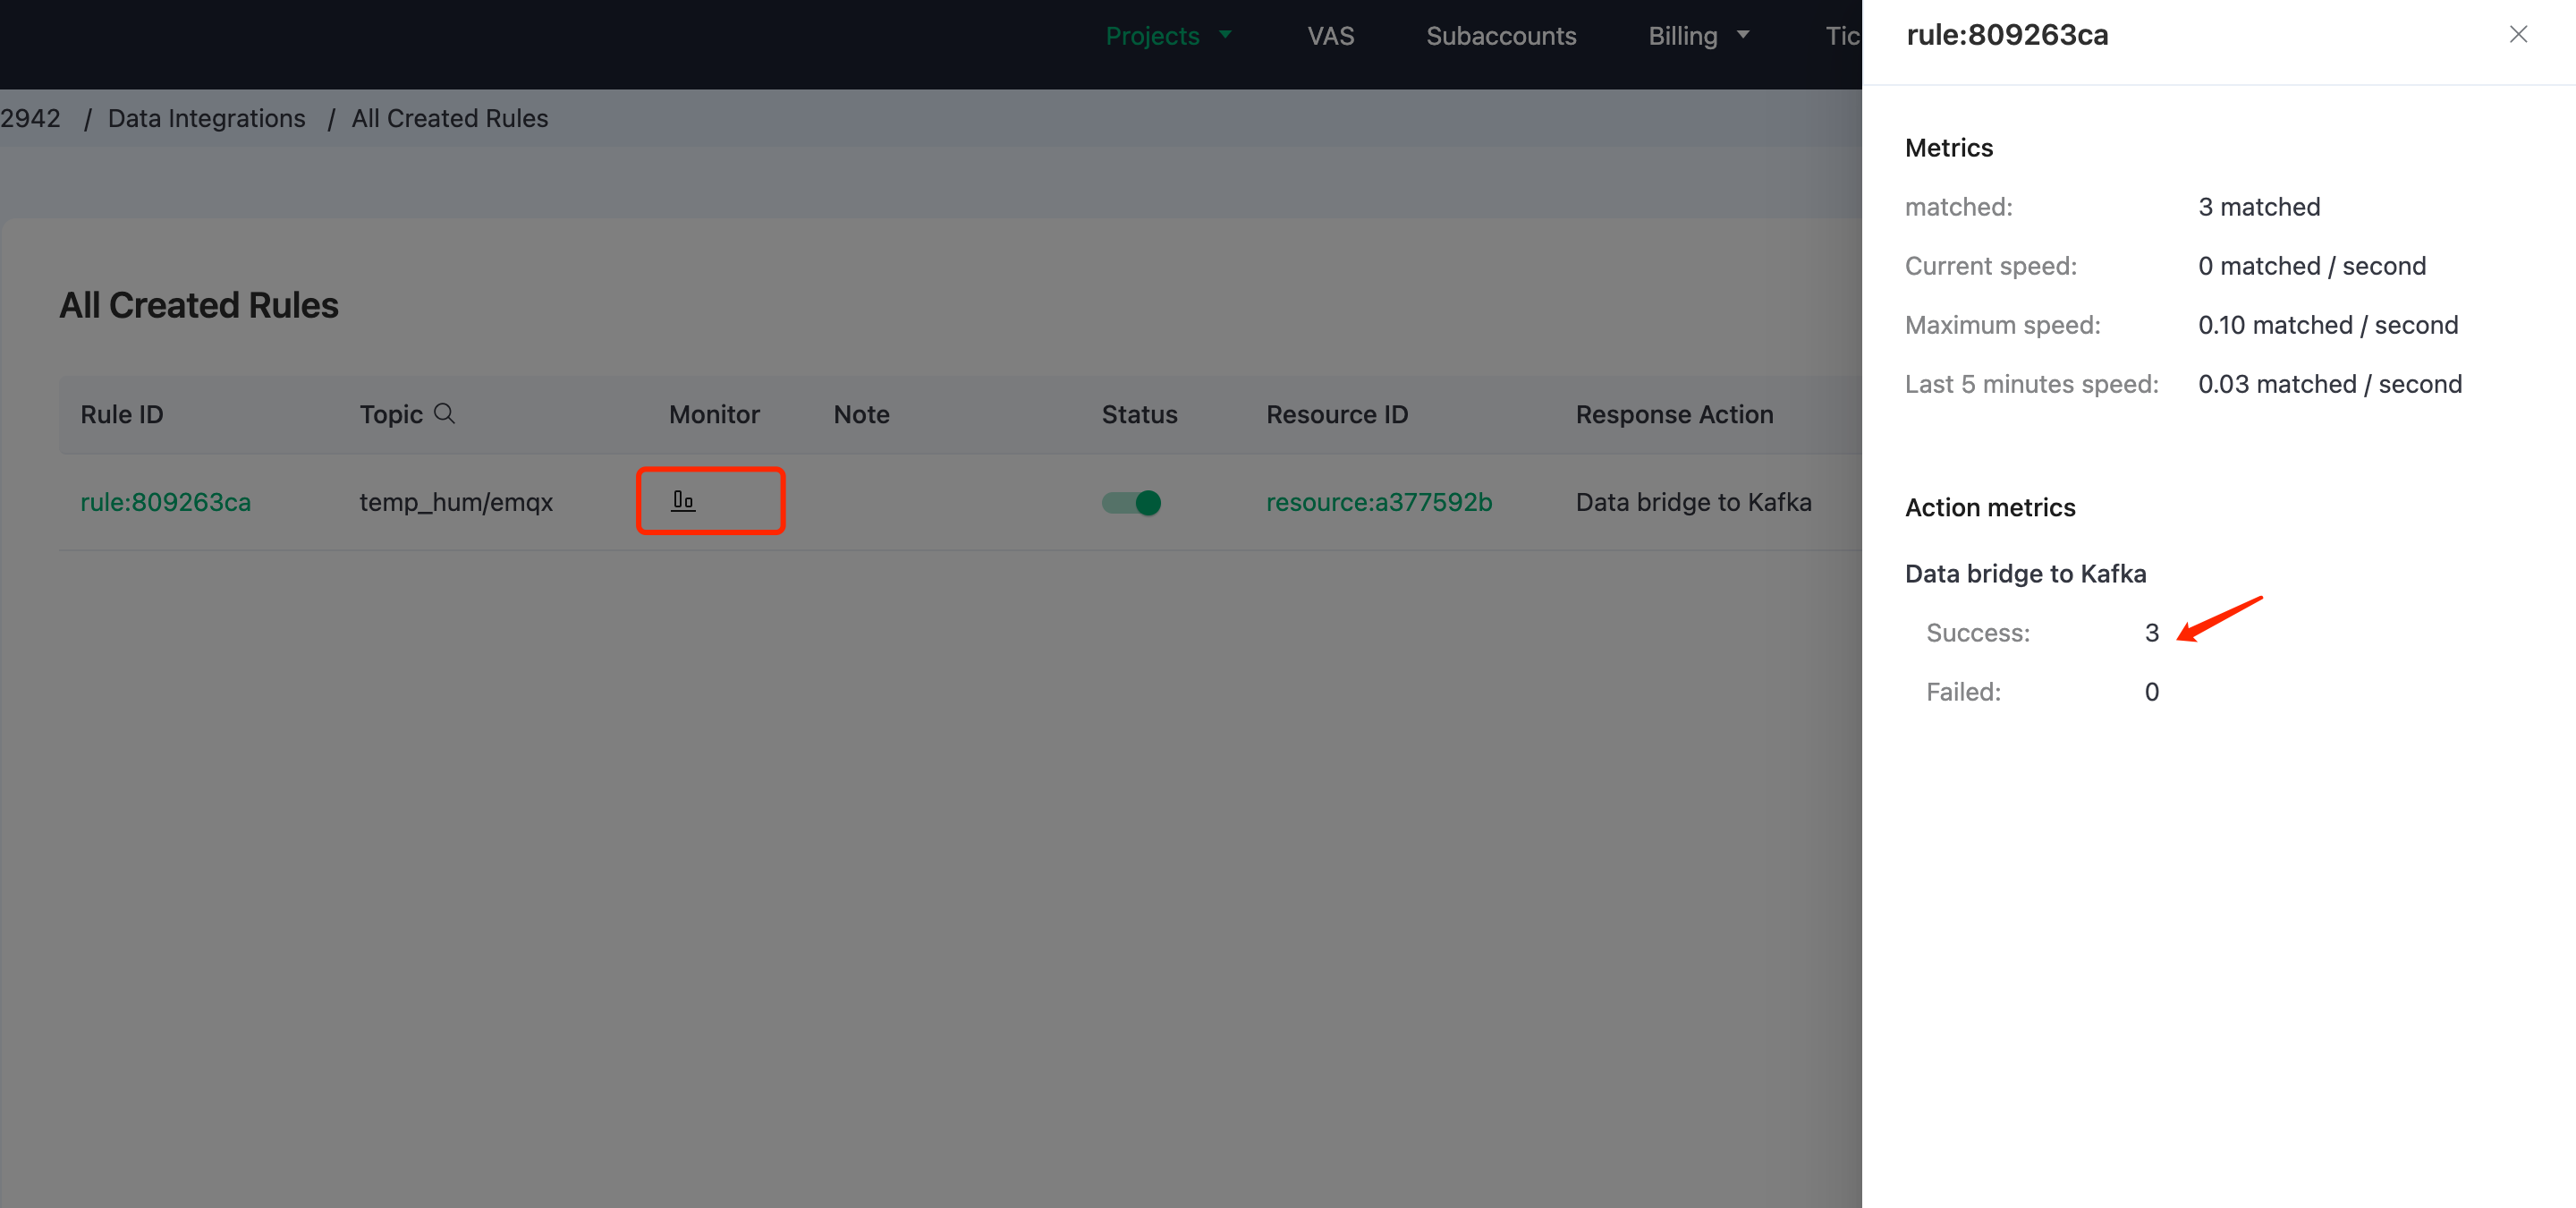 Projects VAS Subaccounts Billing Tic
2942 / Data Integrations / All Created Rules
All Created Rules
Rule ID Topic Monitor Note Status Resource ID Response Action
rule:809263ca temp_hum/emqx resource:a377592b Data bridge to Kafka
rule:809263ca
Metrics
matched: 3 matched
Current speed: 0 matched / second
Maximum speed: 0.10 matched / second
Last 5 minutes speed: 0.03 matched / second
Action metrics
Data bridge to Kafka
Success: 3
Failed: 0